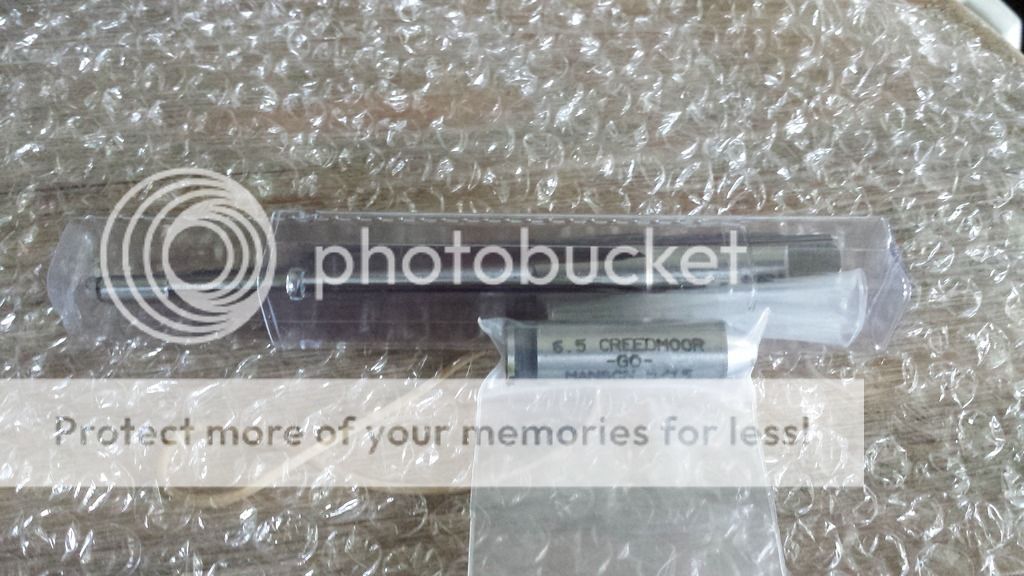 photobucket
6.5 CREEDMOOR
-GO-
Protect more of your memories for less!